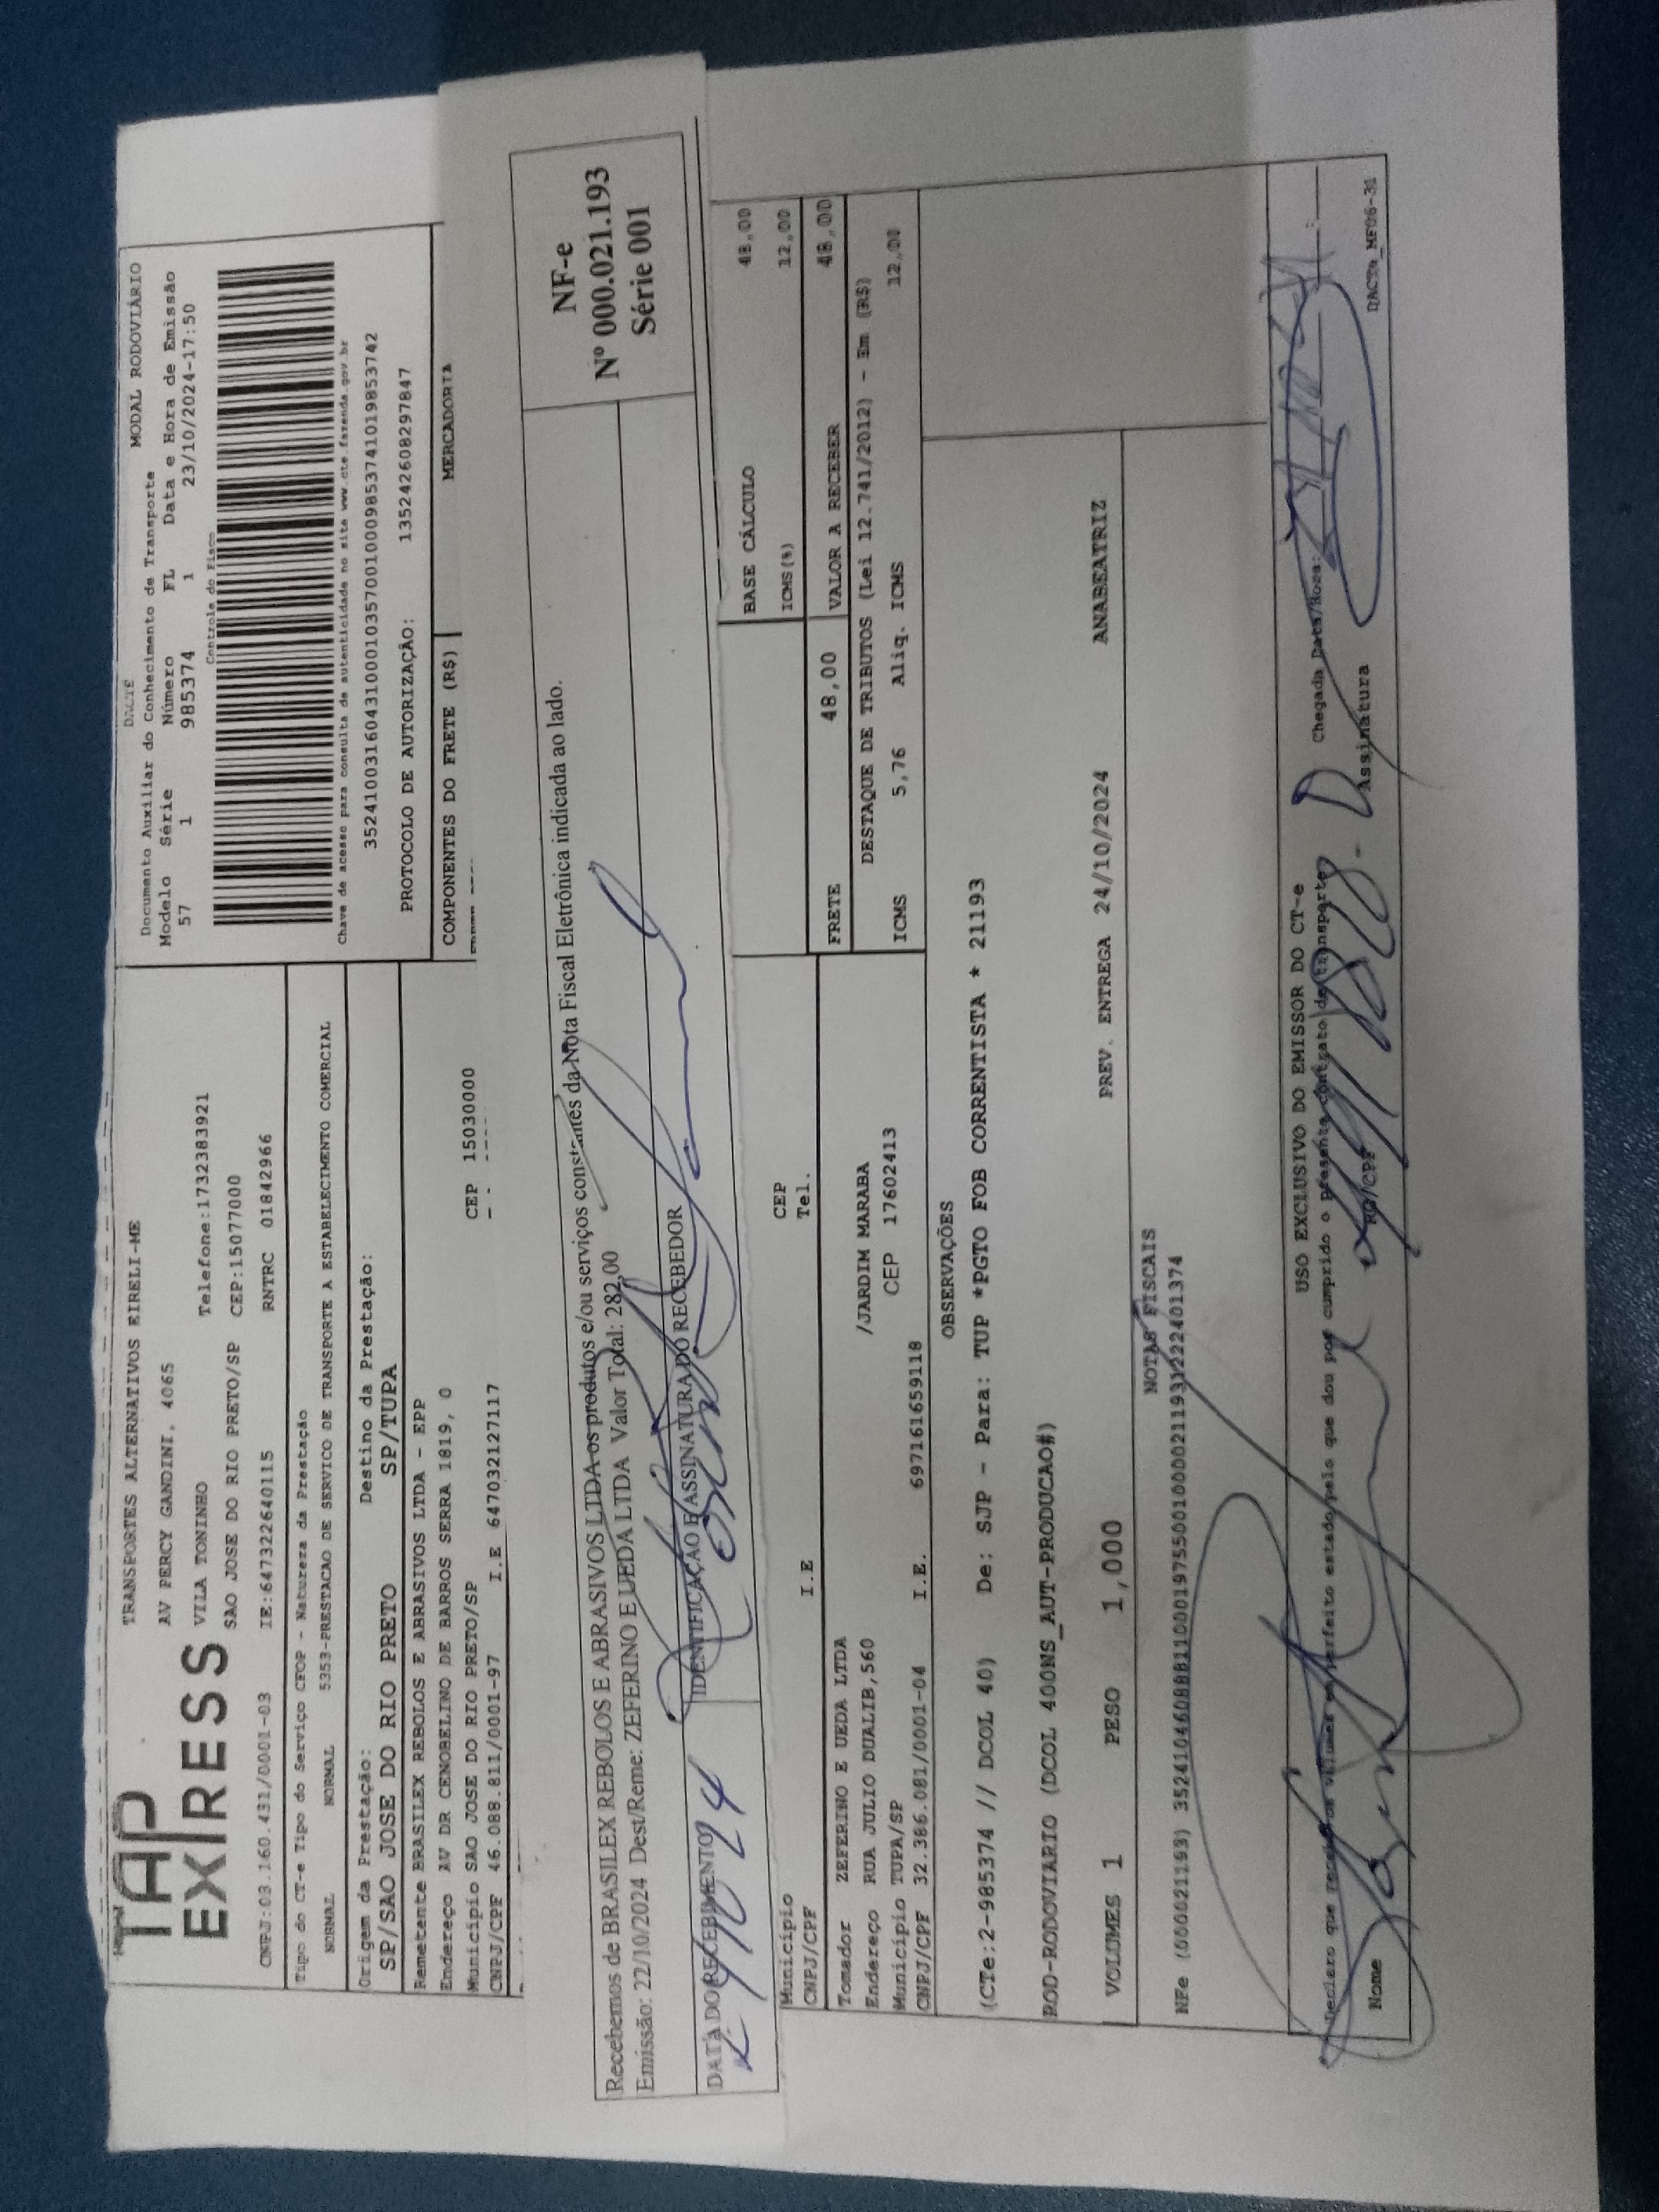 TAP
EXPRESS
TRANSPORTES ALTERNATIVOS EIRELI-ME
AV PERCY GANDINI, 4065
VILA TONINHO Telefone:1732383921
SAO JOSE DO RIO PRETO/SP CEP:15077000
CNPJ:03.160.431/0001-03 IE:647322640115 RNTRC 01842966
DACTE MODAL RODOVIÁRIO
Documento Auxiliar do Conhecimento de Transporte
Modelo Série Número FL Data e Hora de Emissão
57 1 985374 1 23/10/2024-17:50
Controle do Fisco
Chave de acesso para consulta de autenticidade no site www.cte.fazenda.gov.br
35241003160431000103570010009853741019853742
PROTOCOLO DE AUTORIZAÇÃO: 135242608297847
Tipo do CT-e Tipo do Serviço CFOP - Natureza da Prestação
NORMAL NORMAL 5353-PRESTACAO DE SERVICO DE TRANSPORTE A ESTABELECIMENTO COMERCIAL
Origem da Prestação: Destino da Prestação:
SP/SAO JOSE DO RIO PRETO SP/TUPA
Remetente BRASILEX REBOLOS E ABRASIVOS LTDA - EPP
Endereço AV DR CENOBELINO DE BARROS SERRA 1819, 0
Município SAO JOSE DO RIO PRETO/SP CEP 15030000
CNPJ/CPF 46.088.811/0001-97 I.E 647032127117
COMPONENTES DO FRETE (R$) MERCADORIA
Recebemos de BRASILEX REBOLOS E ABRASIVOS LTDA os produtos e/ou serviços constantes da Nota Fiscal Eletrônica indicada ao lado.
Emissão: 22/10/2024 Dest/Reme: ZEFERINO E UEDA LTDA Valor Total: 282,00
DATA DO RECEBIMENTO IDENTIFICAÇÃO E ASSINATURA DO RECEBEDOR
NF-e
Nº 000.021.193
Série 001
Município CEP
CNPJ/CPF I.E Tel.
BASE CÁLCULO 48,00
ICMS(%) 12,00
Tomador ZEFERINO E UEDA LTDA
Endereço RUA JULIO DUALIB,560 /JARDIM MARABA
Município TUPA/SP CEP 17602413
CNPJ/CPF 32.386.081/0001-04 I.E. 697161659118
FRETE 48,00 VALOR A RECEBER 48,00
DESTAQUE DE TRIBUTOS (Lei 12.741/2012) - Em (R$)
ICMS 5,76 Aliq. ICMS 12,00
OBSERVAÇÕES
(CTe:2-985374 // DCOL 40) De: SJP - Para: TUP *PGTO FOB CORRENTISTA * 21193
ROD-RODOVIARIO (DCOL 400NS_AUT-PRODUCAO#)
VOLUMES 1 PESO 1,000 PREV. ENTREGA 24/10/2024 ANABEATRIZ
NOTAS FISCAIS
NFe (000021193) 35241046088811000197550010000211931222401374
USO EXCLUSIVO DO EMISSOR DO CT-e
Declaro que recebi os volumes em perfeito estado pelo que dou por cumprido o presente contrato de transporte Chegada Data/Hora:
Nome RG/CPF Assinatura
DACTe_MF06-31